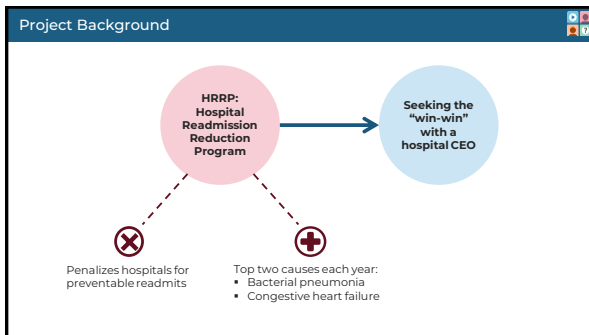 Project Background
HRRP:
Hospital
Readmission
Reduction
Program
Seeking the
“win-win”
with a
hospital CEO
Penalizes hospitals for
preventable readmits
Top two causes each year:
▪ Bacterial pneumonia
▪ Congestive heart failure
?